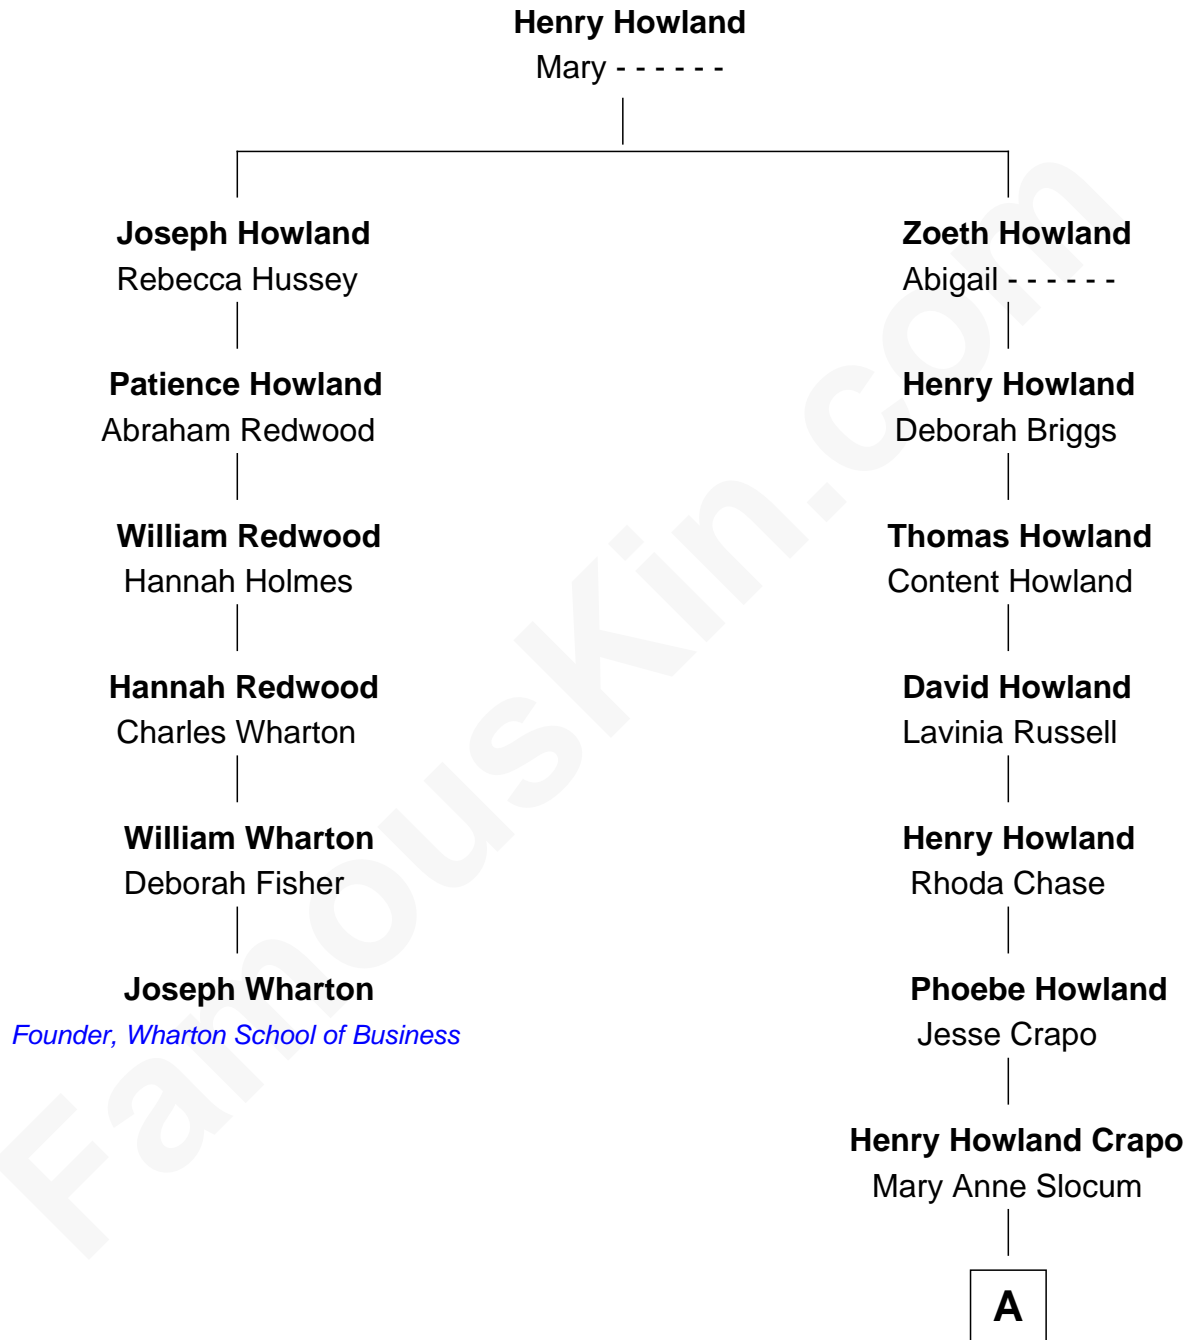 Henry Howland
Mary - - - - - -
Joseph Howland
Rebecca Hussey
Zoeth Howland
Abigail - - - - - -
Patience Howland
Abraham Redwood
Henry Howland
Deborah Briggs
William Redwood
Hannah Holmes
Thomas Howland
Content Howland
Hannah Redwood
Charles Wharton
David Howland
Lavinia Russell
William Wharton
Deborah Fisher
Henry Howland
Rhoda Chase
Joseph Wharton
Founder, Wharton School of Business
Phoebe Howland
Jesse Crapo
Henry Howland Crapo
Mary Anne Slocum
A
FamousKin.com